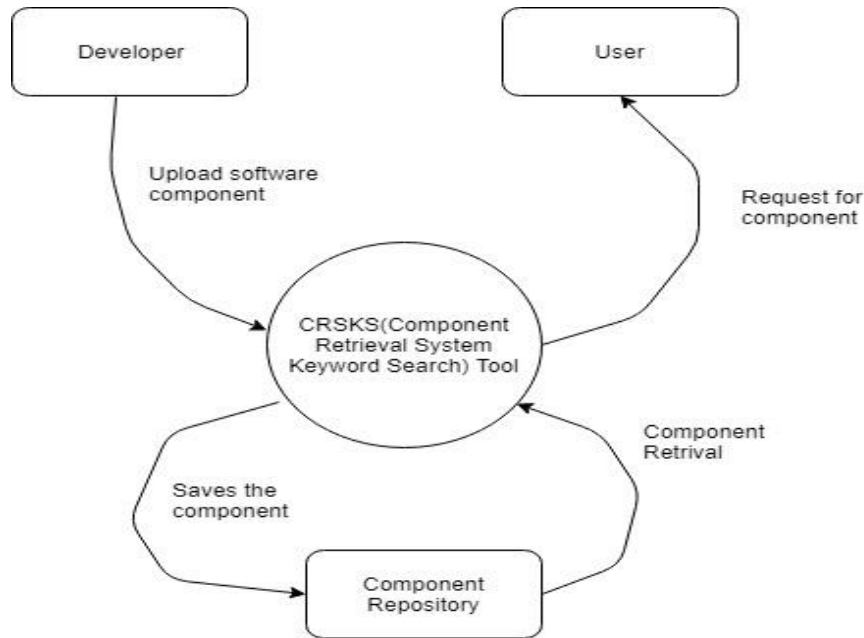 Developer
User
Upload software
component
Request for
component
CRSKS(Component
Retrieval System
Keyword Search) Tool
Component
Retrival
Saves the
component
Component
Repository